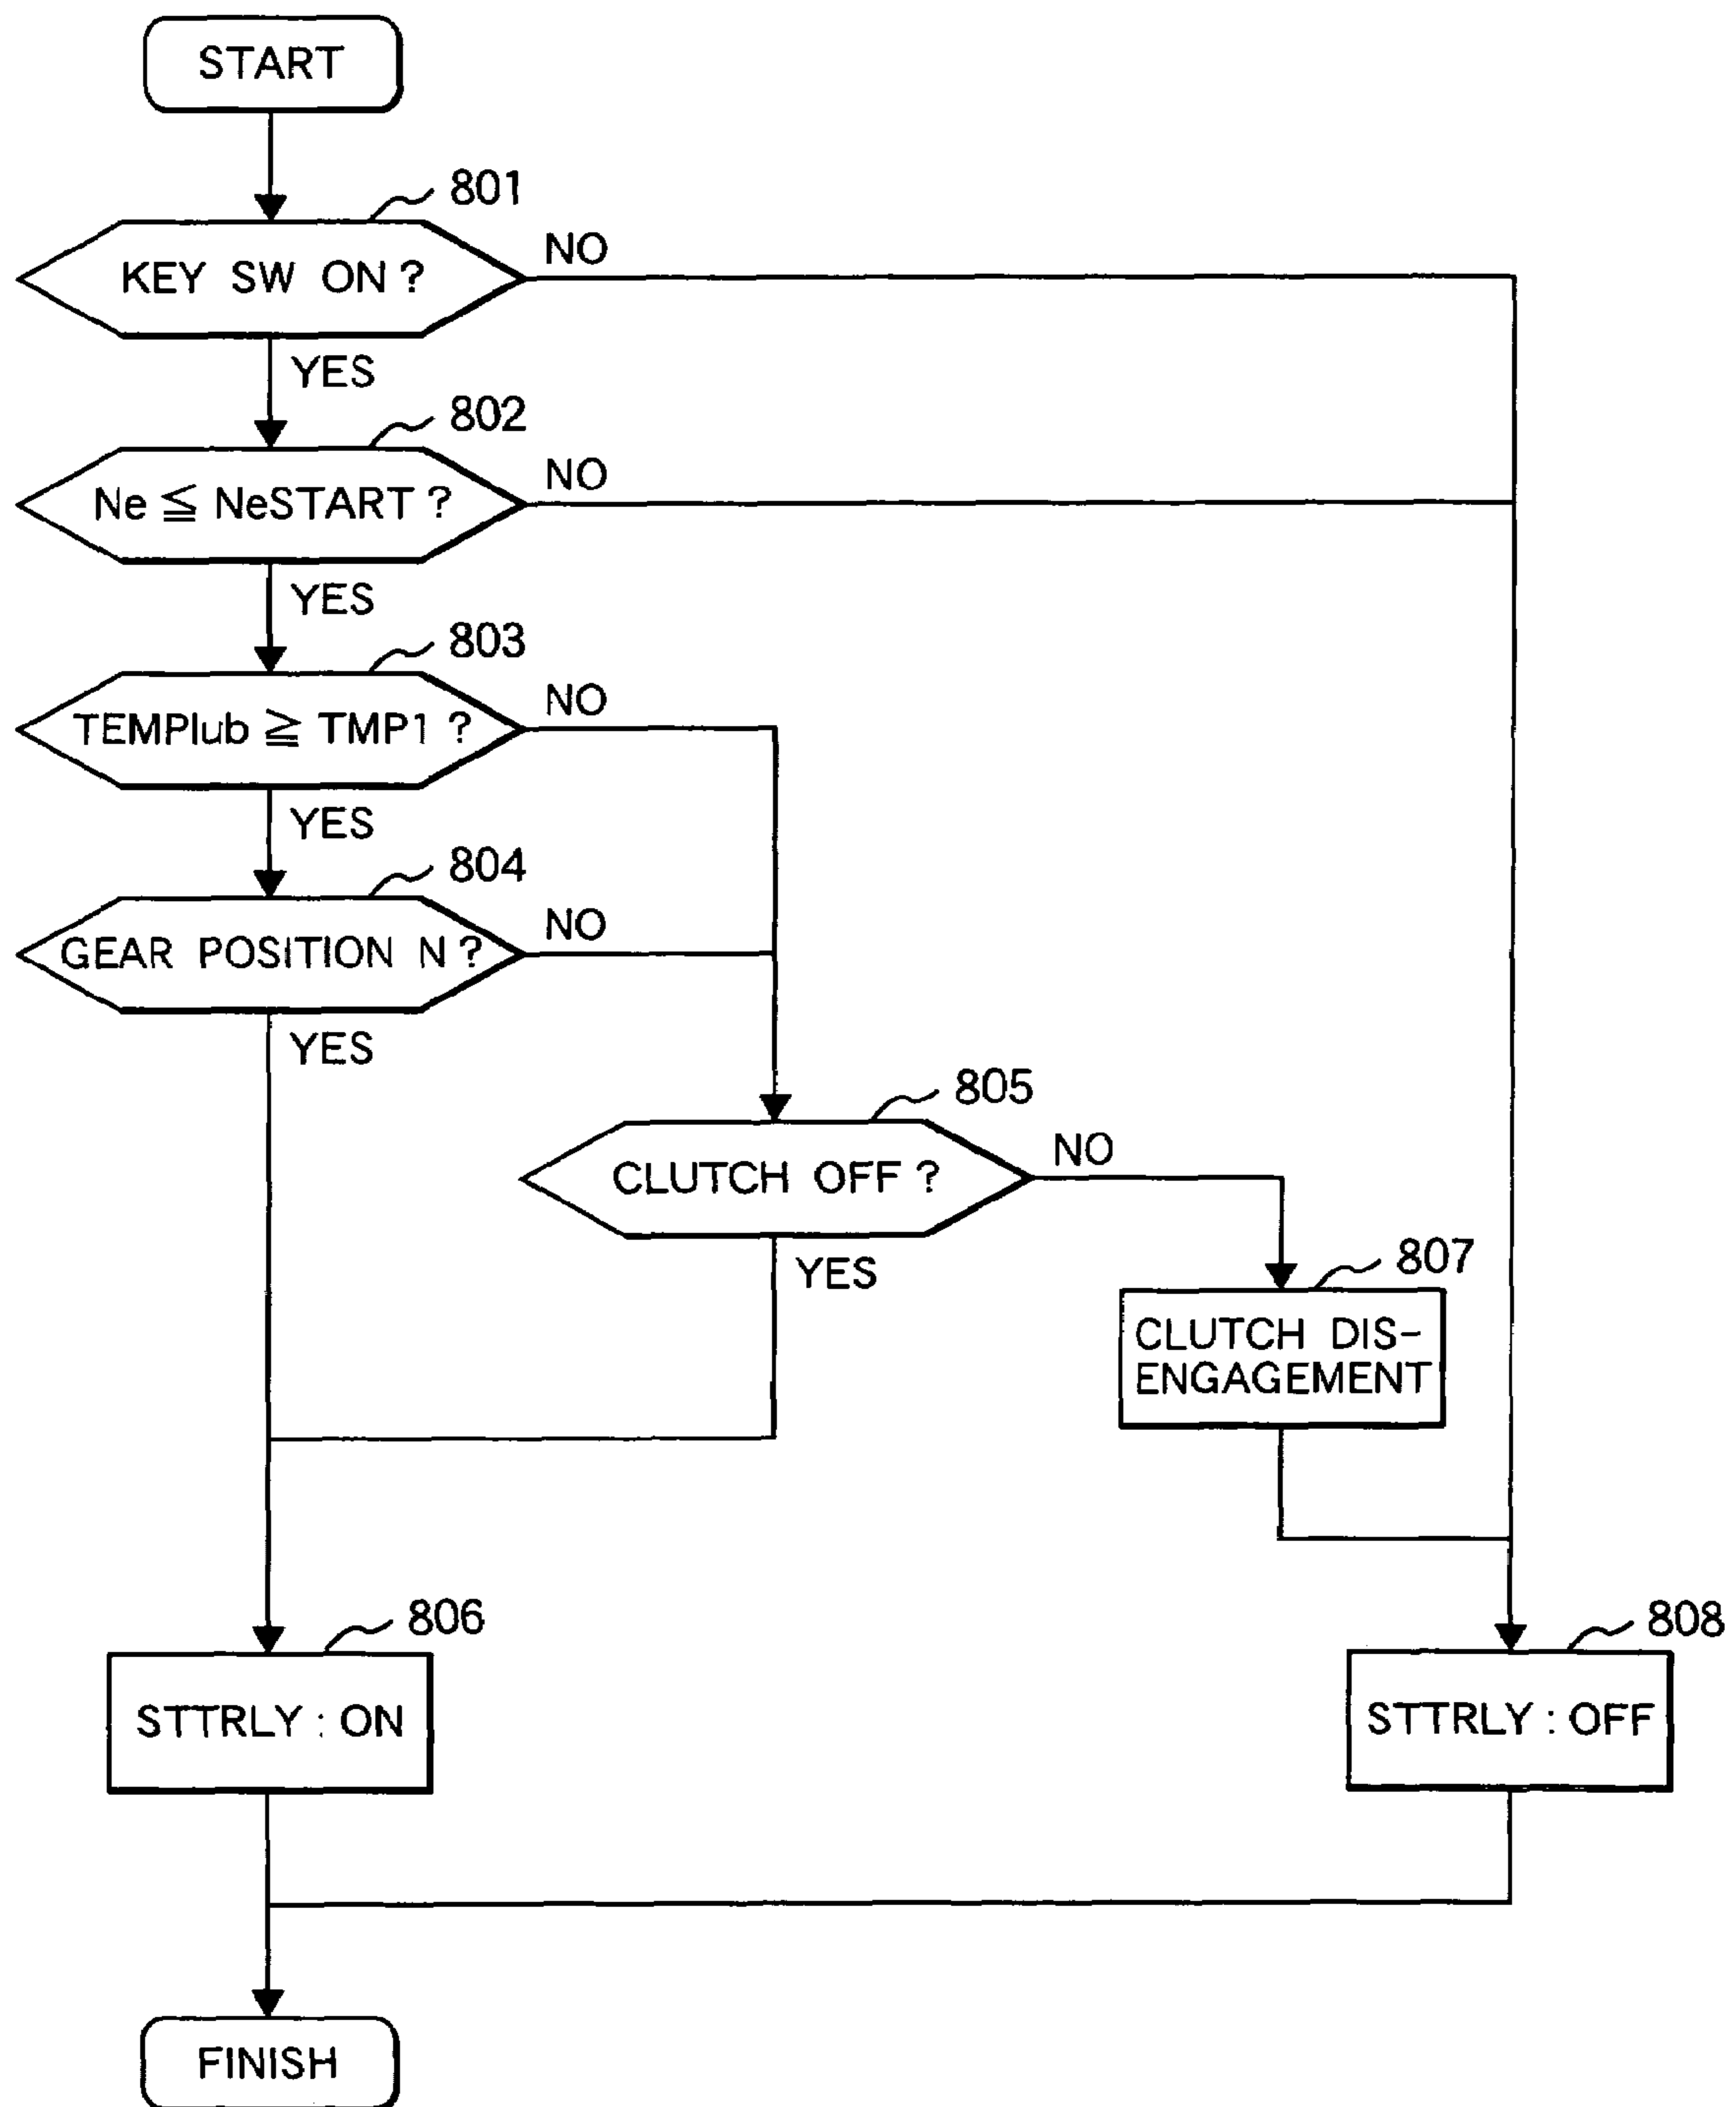 START
801
KEY SW ON?
NO
YES
802
Ne ≦ NeSTART?
NO
YES
803
TEMPlub ≧ TMP1?
NO
YES
804
GEAR POSITION N?
NO
YES
805
CLUTCH OFF?
NO
YES
807
CLUTCH DIS-
ENGAGEMENT
806
STTRLY : ON
808
STTRLY : OFF
FINISH